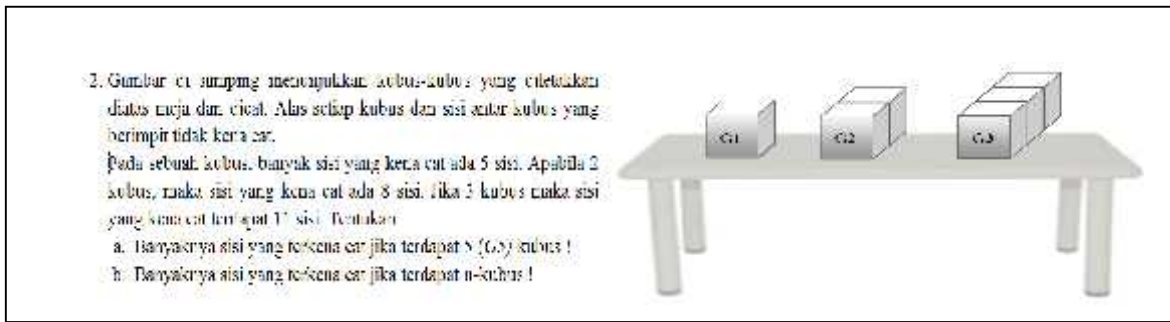 2. Gambar di samping menunjukkan kubus-kubus yang diletakkan
diatas meja dan dicat. Alas setiap kubus dan sisi antar kubus yang
berimpit tidak kena cat.
Pada sebuah kubus, banyak sisi yang kena cat ada 5 sisi. Apabila 2
kubus, maka sisi yang kena cat ada 8 sisi. Jika 3 kubus maka sisi
yang kena cat terdapat 11 sisi. Tentukan
a. Banyaknya sisi yang terkena cat jika terdapat 5 (G5) kubus !
b. Banyaknya sisi yang terkena cat jika terdapat n-kubus !
G1
G2
G3